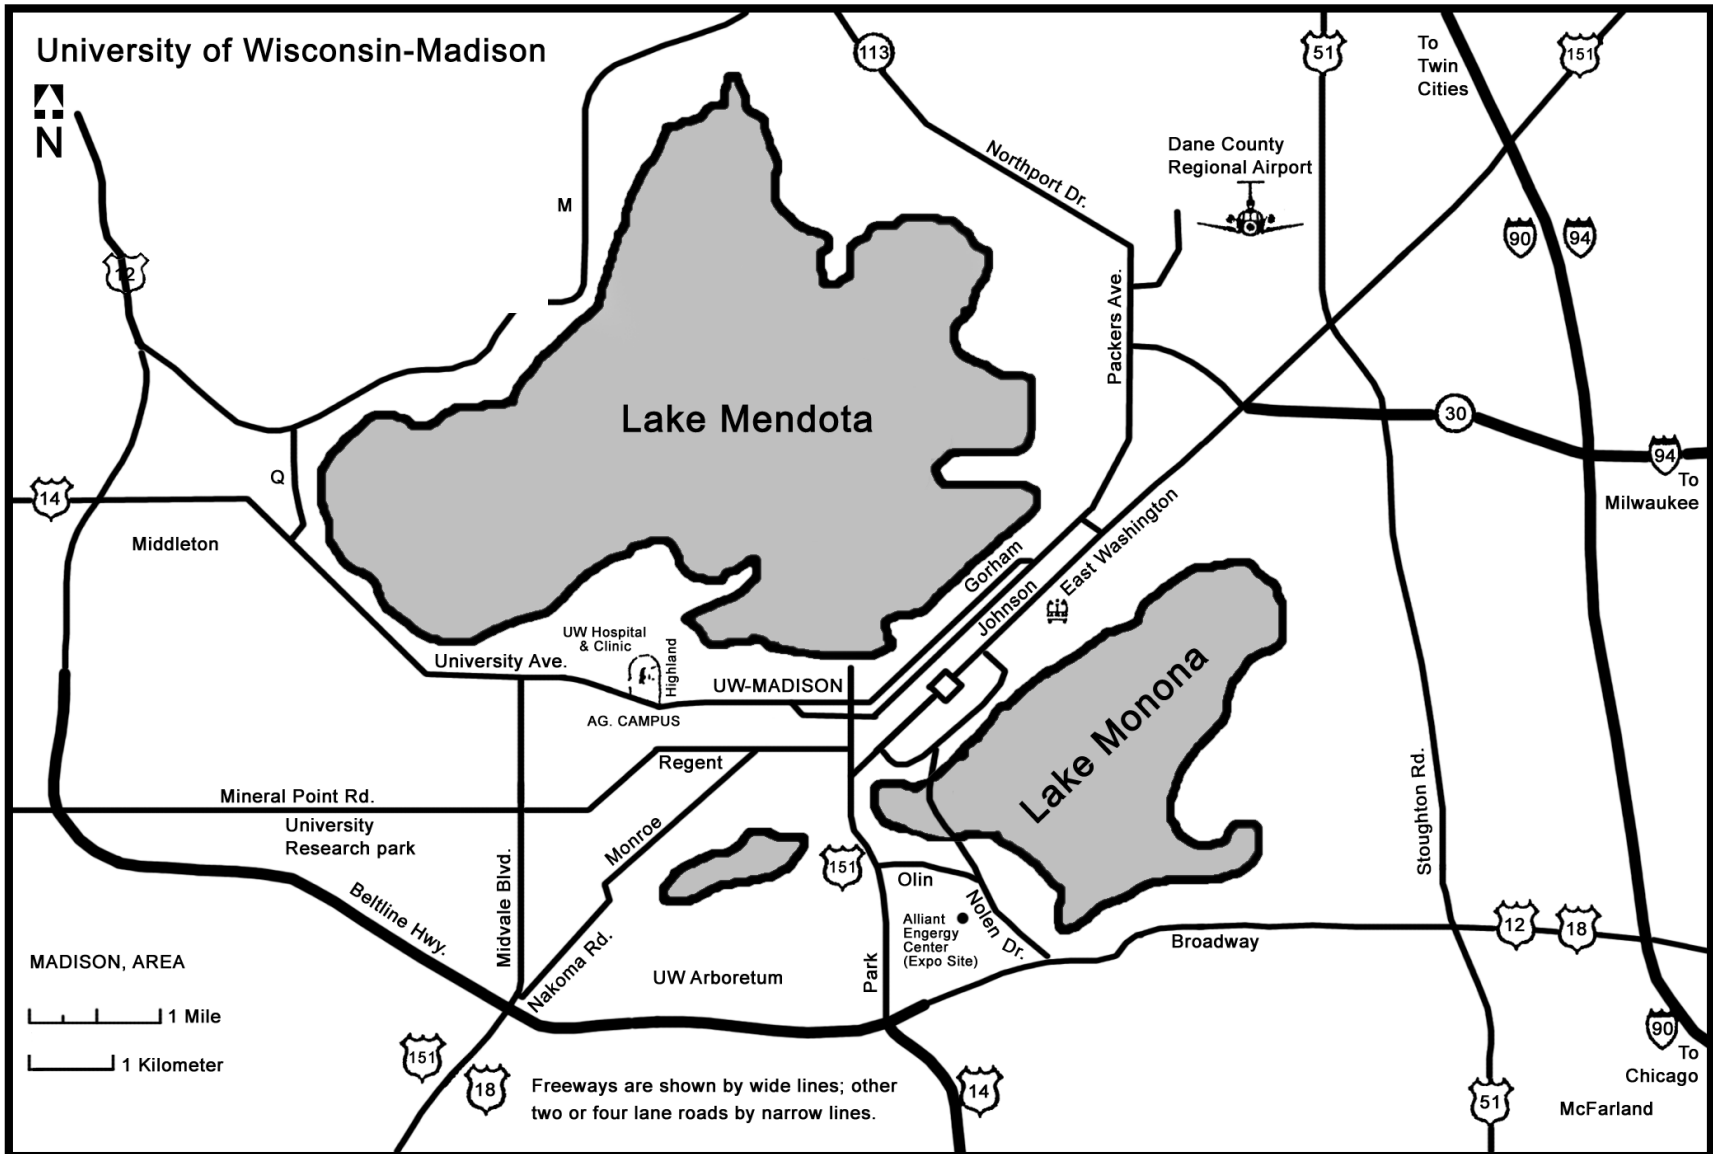 University of Wisconsin-Madison
N
113
51
To
Twin
Cities
151
Dane County
Regional Airport
Northport Dr.
M
12
90
94
Packers Ave.
Lake Mendota
30
94
To
Milwaukee
Q
14
Middleton
East Washington
Gorham
Johnson
UW Hospital
& Clinic
Highland
University Ave.
UW-MADISON
AG. CAMPUS
Lake Monona
Regent
Mineral Point Rd.
University
Research park
Monroe
Stoughton Rd.
Midvale Blvd.
151
Olin
Beltline Hwy.
Nolen Dr.
Alliant
Engergy
Center
(Expo Site)
12
18
Broadway
Nakoma Rd.
UW Arboretum
Park
MADISON, AREA
1 Mile
1 Kilometer
151
18
Freeways are shown by wide lines; other
two or four lane roads by narrow lines.
14
90
To
Chicago
51
McFarland